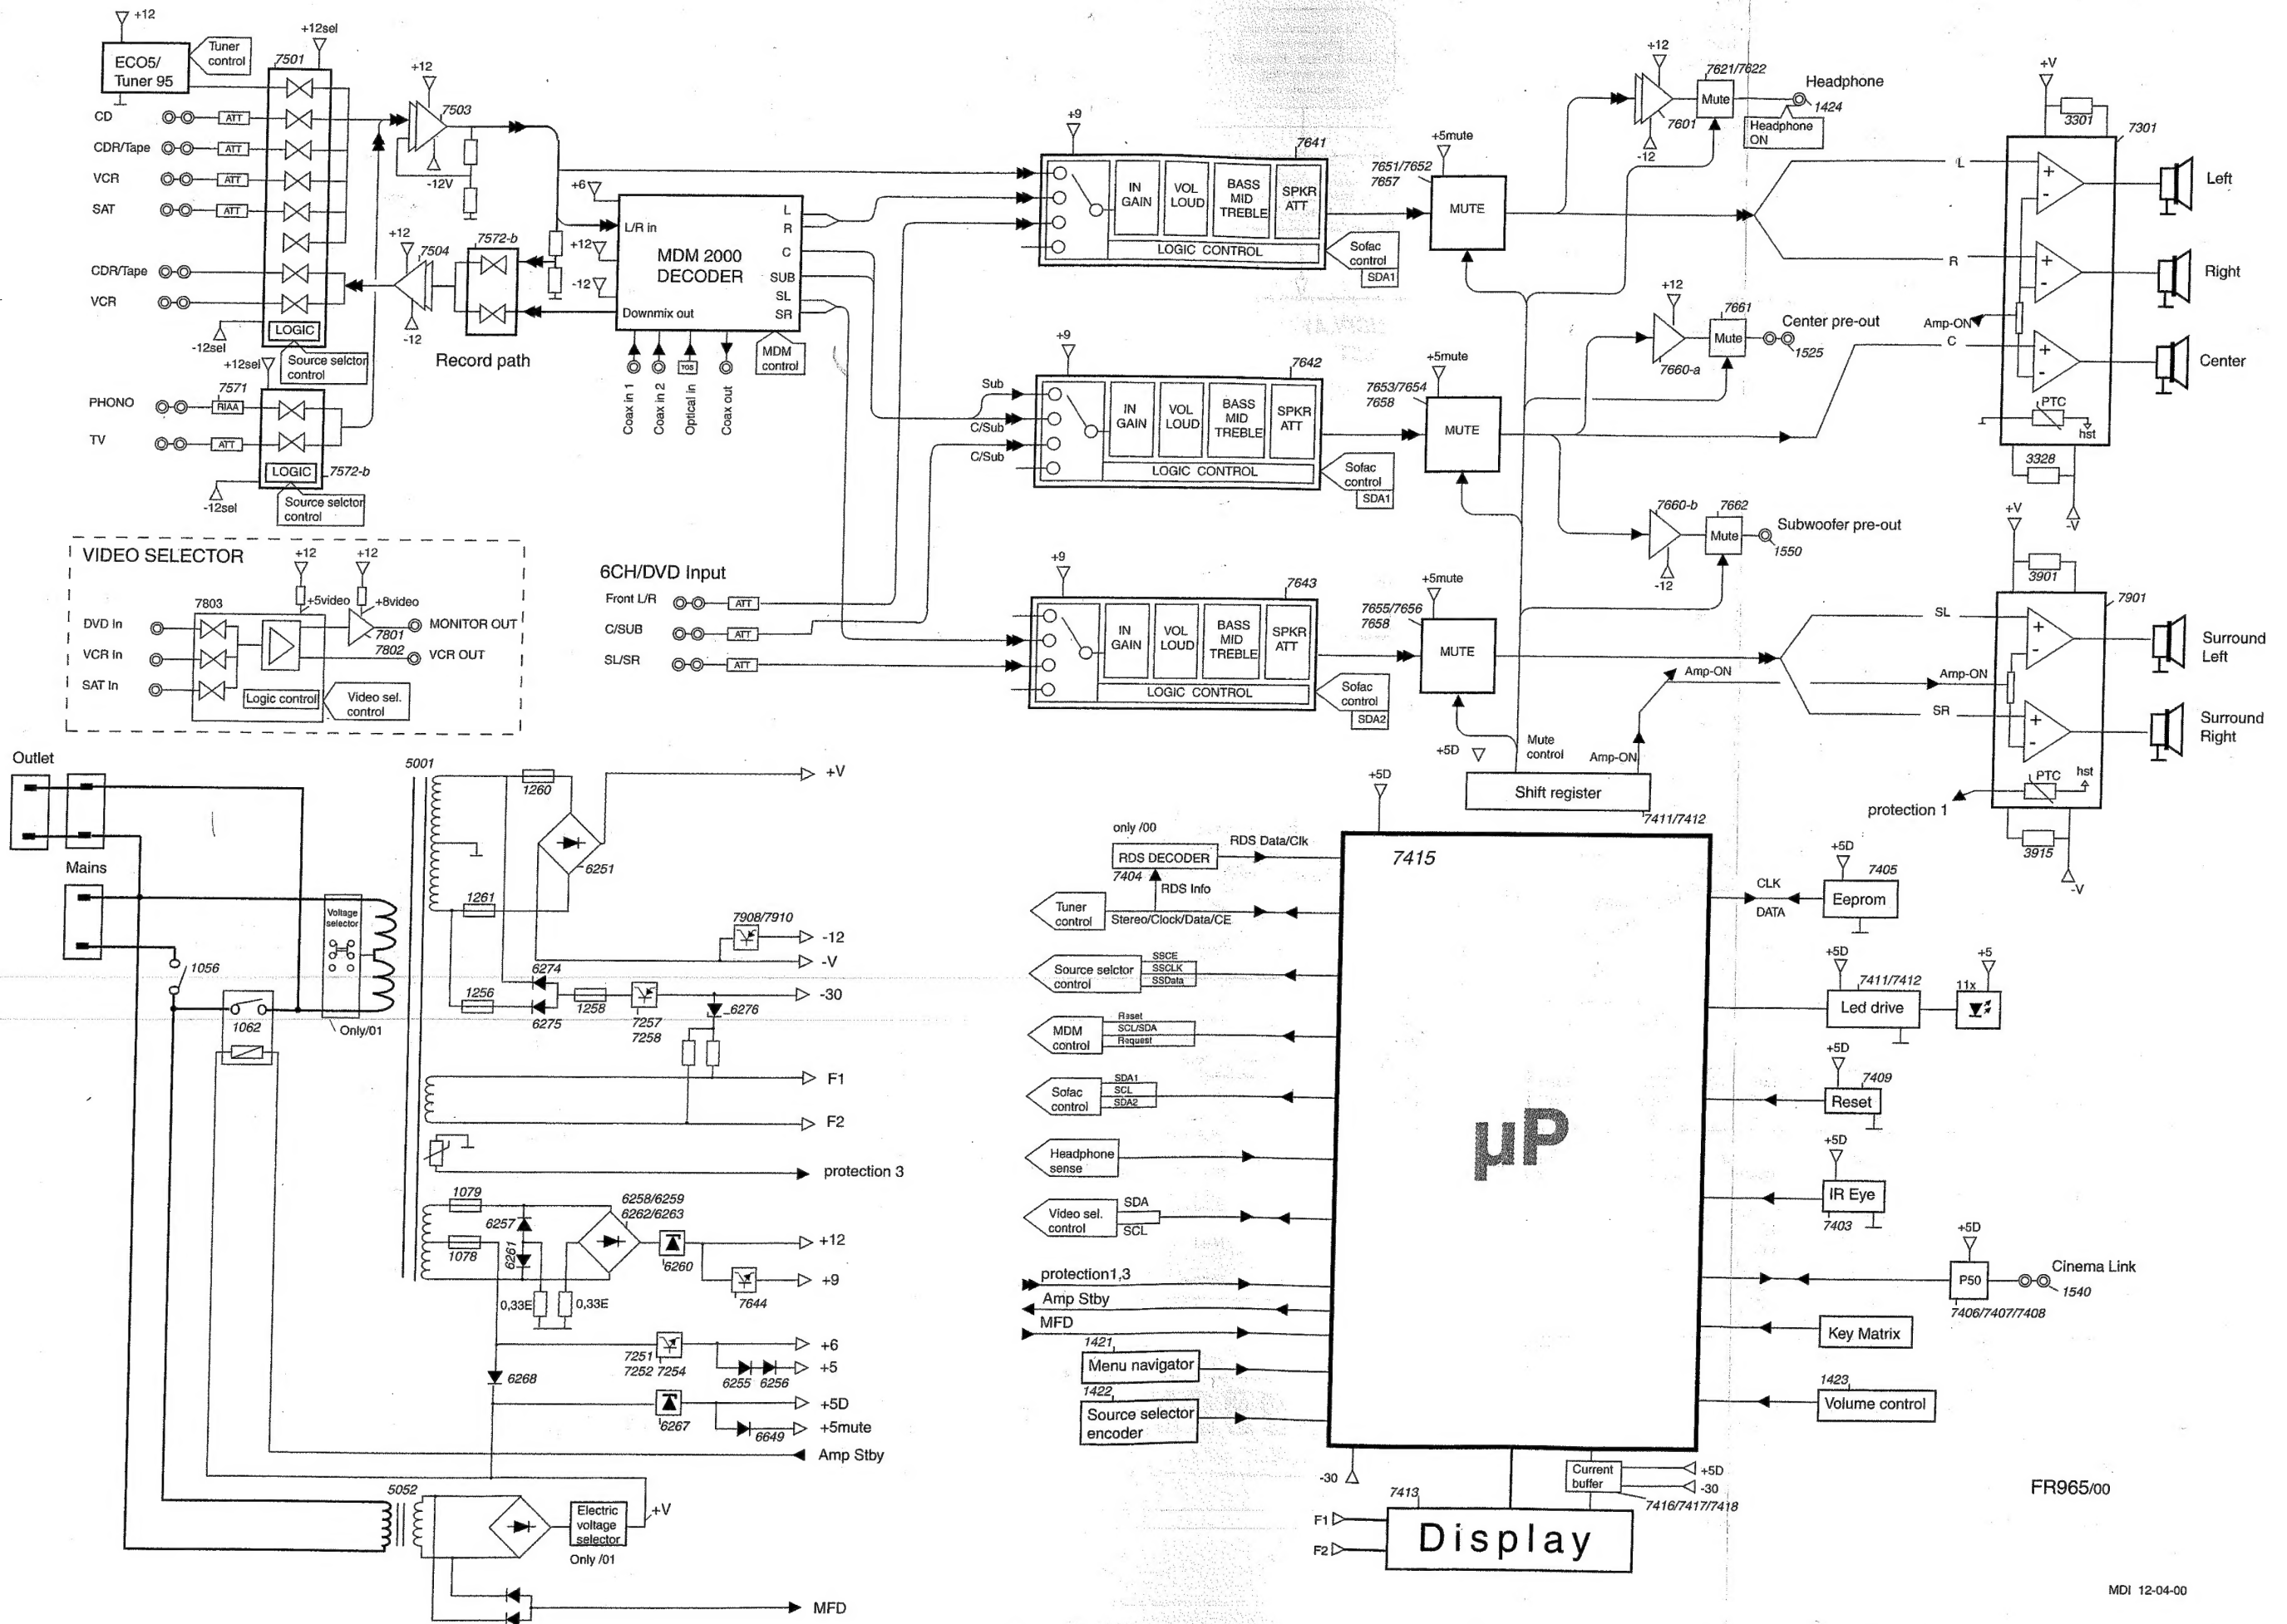 +12
ECO5/
Tuner 95
Tuner
control
+12sel
7501
CD
ATT
CDR/Tape
ATT
VCR
ATT
SAT
ATT
CDR/Tape
VCR
LOGIC
-12sel
Source selctor
control
+12
7503
-12V
+12
7504
-12
7572-b
Record path
+12sel
7571
PHONO
RIAA
TV
ATT
LOGIC
7572-b
-12sel
Source selctor
control
+6
+12
-12
L/R in
MDM 2000
DECODER
L
R
C
SUB
SL
SR
Downmix out
MDM
control
TOS
Coax in 1
Coax in 2
Optical in
Coax out
VIDEO SELECTOR
+12
+12
+5video
+8video
7803
DVD In
VCR In
SAT In
7801
7802
MONITOR OUT
VCR OUT
Logic control
Video sel.
control
6CH/DVD Input
Front L/R
ATT
C/SUB
ATT
SL/SR
ATT
+9
7641
IN
GAIN
VOL
LOUD
BASS
MID
TREBLE
SPKR
ATT
LOGIC CONTROL
Sofac
control
SDA1
+9
7642
Sub
C/Sub
C/Sub
IN
GAIN
VOL
LOUD
BASS
MID
TREBLE
SPKR
ATT
LOGIC CONTROL
Sofac
control
SDA1
+9
7643
IN
GAIN
VOL
LOUD
BASS
MID
TREBLE
SPKR
ATT
LOGIC CONTROL
Sofac
control
SDA2
+5mute
7651/7652
7657
MUTE
+5mute
7653/7654
7658
MUTE
+5mute
7655/7656
7658
MUTE
+12
7621/7622
Mute
7601
-12
Headphone
1424
Headphone
ON
+12
7661
Mute
7660-a
Center pre-out
1525
7660-b
7662
Mute
-12
Subwoofer pre-out
1550
+V
3301
7301
L
R
Amp-ON
C
PTC
hst
3328
-V
Left
Right
Center
+V
3901
7901
SL
Amp-ON
Amp-ON
SR
PTC
hst
protection 1
3915
-V
Surround
Left
Surround
Right
+5D
Mute
control
Amp-ON
Shift register
7411/7412
Outlet
Mains
1056
1062
Voltage
selector
Only/01
5001
1260
6251
1261
+V
7908/7910
-12
-V
6274
1256
6275
1258
7257
7258
-30
6276
F1
F2
protection 3
1079
6257
1078
6261
6258/6259
6262/6263
6260
+12
+9
7644
0,33E
0,33E
7251
7252 7254
+6
6255 6256
+5
6268
6267
+5D
6649
+5mute
Amp Stby
5052
Electric
voltage
selector
+V
Only /01
MFD
+5D
7415
µP
only /00
RDS DECODER
7404
RDS Data/Clk
RDS Info
Tuner
control
Stereo/Clock/Data/CE
Source selctor
control
SSCE
SSCLK
SSData
MDM
control
Reset
SCL/SDA
Request
Sofac
control
SDA1
SCL
SDA2
Headphone
sense
Video sel.
control
SDA
SCL
protection1,3
Amp Stby
MFD
1421
Menu navigator
1422
Source selector
encoder
-30
CLK
DATA
+5D
7405
Eeprom
+5D
7411/7412
Led drive
11x
+5
+5D
7409
Reset
+5D
IR Eye
7403
+5D
P50
Cinema Link
1540
7406/7407/7408
Key Matrix
1423
Volume control
Current
buffer
+5D
-30
7416/7417/7418
7413
F1
F2
Display
FR965/00
MDI 12-04-00